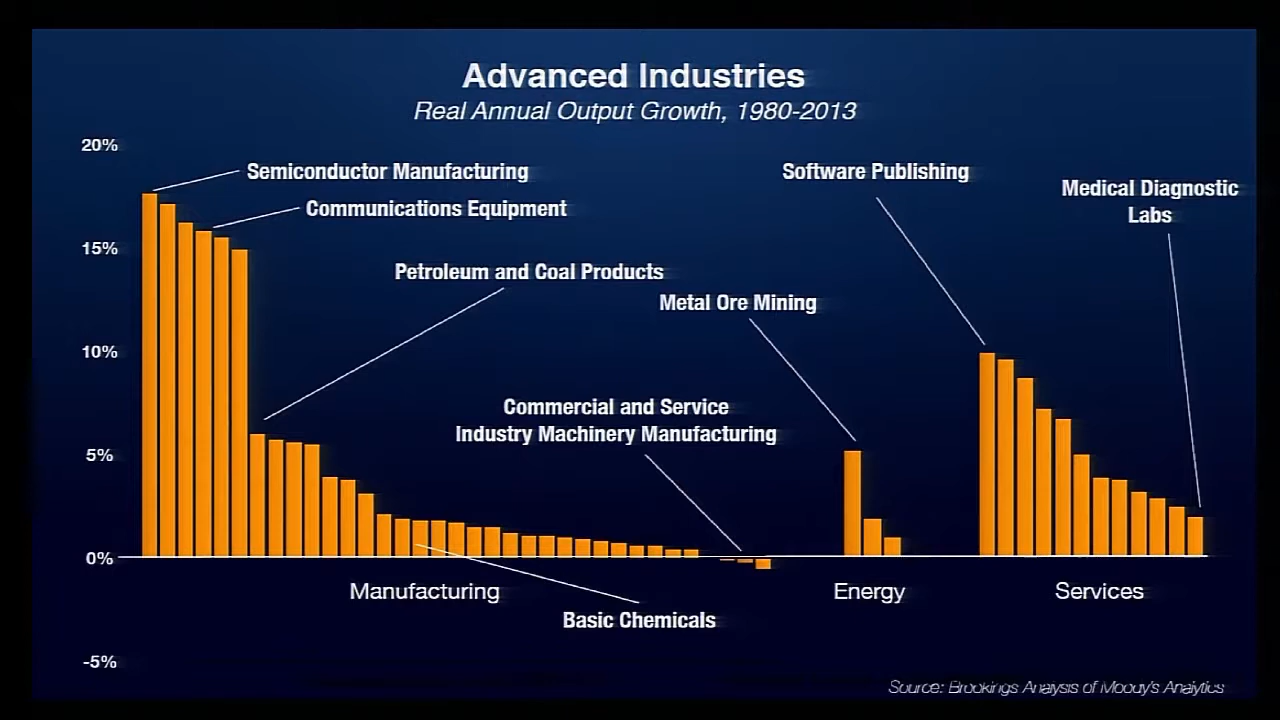 Advanced Industries
Real Annual Output Growth, 1980-2013
20%
Semiconductor Manufacturing
Software Publishing
Medical Diagnostic
Labs
Communications Equipment
15%
Petroleum and Coal Products
Metal Ore Mining
10%
Commercial and Service
Industry Machinery Manufacturing
5%
0%
Manufacturing
Energy
Services
Basic Chemicals
-5%
Source: Brookings Analysis of Moody's Analytics